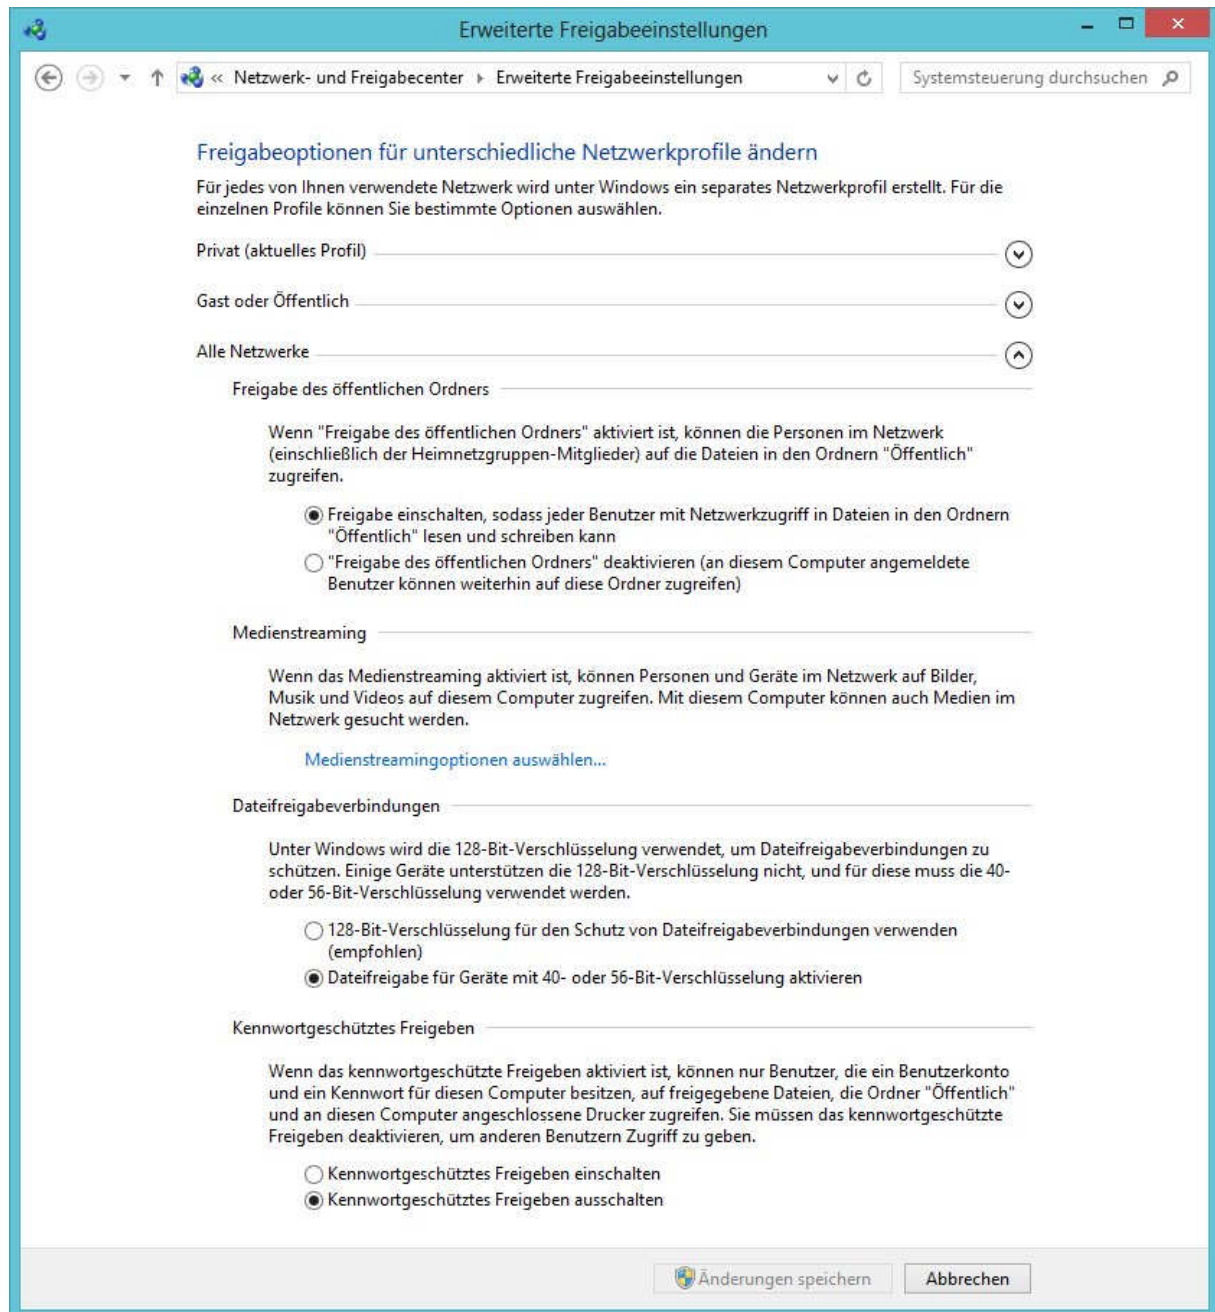 Erweiterte Freigabeeinstellungen
« Netzwerk- und Freigabecenter Erweiterte Freigabeeinstellungen Systemsteuerung durchsuchen
Freigabeoptionen für unterschiedliche Netzwerkprofile ändern
Für jedes von Ihnen verwendete Netzwerk wird unter Windows ein separates Netzwerkprofil erstellt. Für die
einzelnen Profile können Sie bestimmte Optionen auswählen.
Privat (aktuelles Profil)
Gast oder Öffentlich
Alle Netzwerke
Freigabe des öffentlichen Ordners
Wenn "Freigabe des öffentlichen Ordners" aktiviert ist, können die Personen im Netzwerk
(einschließlich der Heimnetzgruppen-Mitglieder) auf die Dateien in den Ordnern "Öffentlich"
zugreifen.
Freigabe einschalten, sodass jeder Benutzer mit Netzwerkzugriff in Dateien in den Ordnern
"Öffentlich" lesen und schreiben kann
"Freigabe des öffentlichen Ordners" deaktivieren (an diesem Computer angemeldete
Benutzer können weiterhin auf diese Ordner zugreifen)
Medienstreaming
Wenn das Medienstreaming aktiviert ist, können Personen und Geräte im Netzwerk auf Bilder,
Musik und Videos auf diesem Computer zugreifen. Mit diesem Computer können auch Medien im
Netzwerk gesucht werden.
Medienstreamingoptionen auswählen...
Dateifreigabeverbindungen
Unter Windows wird die 128-Bit-Verschlüsselung verwendet, um Dateifreigabeverbindungen zu
schützen. Einige Geräte unterstützen die 128-Bit-Verschlüsselung nicht, und für diese muss die 40-
oder 56-Bit-Verschlüsselung verwendet werden.
128-Bit-Verschlüsselung für den Schutz von Dateifreigabeverbindungen verwenden
(empfohlen)
Dateifreigabe für Geräte mit 40- oder 56-Bit-Verschlüsselung aktivieren
Kennwortgeschütztes Freigeben
Wenn das kennwortgeschützte Freigeben aktiviert ist, können nur Benutzer, die ein Benutzerkonto
und ein Kennwort für diesen Computer besitzen, auf freigegebene Dateien, die Ordner "Öffentlich"
und an diesen Computer angeschlossene Drucker zugreifen. Sie müssen das kennwortgeschützte
Freigeben deaktivieren, um anderen Benutzern Zugriff zu geben.
Kennwortgeschütztes Freigeben einschalten
Kennwortgeschütztes Freigeben ausschalten
Änderungen speichern Abbrechen